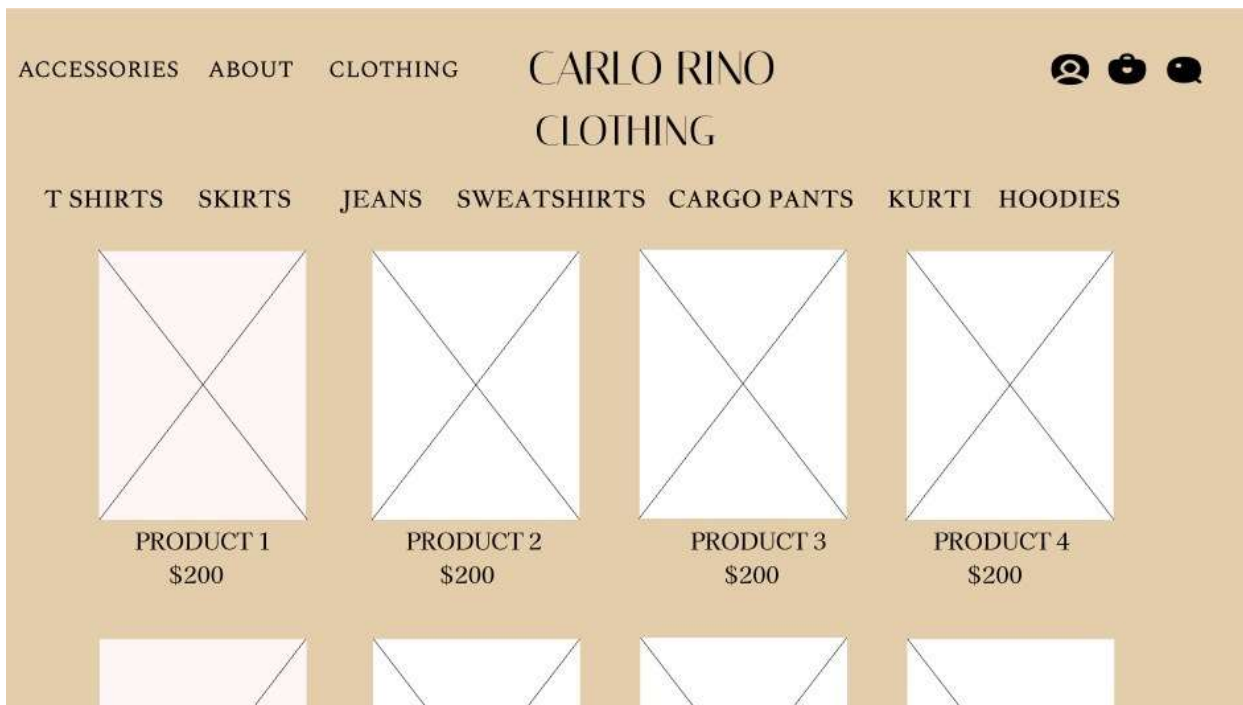 ACCESSORIES ABOUT CLOTHING CARLO RINO
CLOTHING
T SHIRTS SKIRTS JEANS SWEATSHIRTS CARGO PANTS KURTI HOODIES
PRODUCT 1 PRODUCT 2 PRODUCT 3 PRODUCT 4
$200 $200 $200 $200